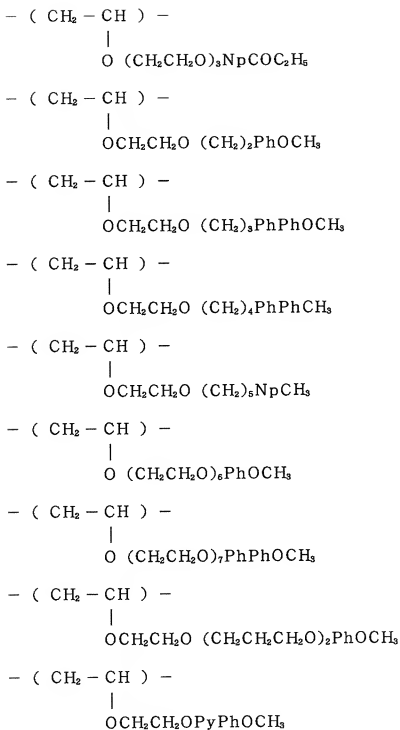 − ( CH₂ − CH ) −
|
O (CH₂CH₂O)₃NpCOC₂H₅
− ( CH₂ − CH ) −
|
OCH₂CH₂O (CH₂)₂PhOCH₃
− ( CH₂ − CH ) −
|
OCH₂CH₂O (CH₂)₃PhPhOCH₃
− ( CH₂ − CH ) −
|
OCH₂CH₂O (CH₂)₄PhPhCH₃
− ( CH₂ − CH ) −
|
OCH₂CH₂O (CH₂)₅NpCH₃
− ( CH₂ − CH ) −
|
O (CH₂CH₂O)₆PhOCH₃
− ( CH₂ − CH ) −
|
O (CH₂CH₂O)₇PhPhOCH₃
− ( CH₂ − CH ) −
|
OCH₂CH₂O (CH₂CH₂CH₂O)₂PhOCH₃
− ( CH₂ − CH ) −
|
OCH₂CH₂OPyPhOCH₃